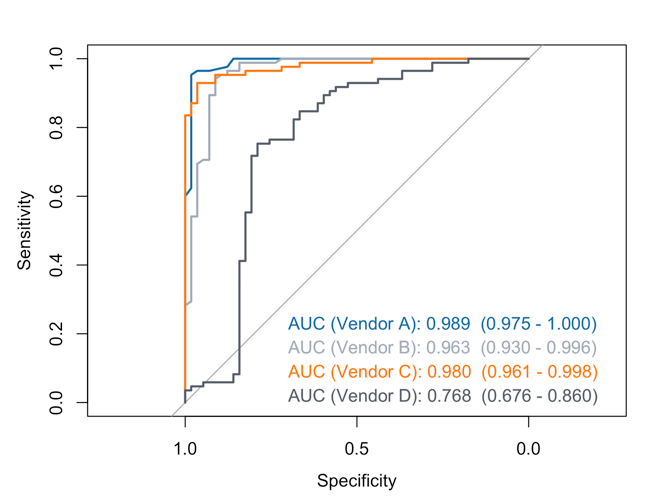 1.0
0.8
0.6
0.4
0.2
0.0
Sensitivity
AUC (Vendor A): 0.989 (0.975 - 1.000)
AUC (Vendor B): 0.963 (0.930 - 0.996)
AUC (Vendor C): 0.980 (0.961 - 0.998)
AUC (Vendor D): 0.768 (0.676 - 0.860)
1.0 0.5 0.0
Specificity